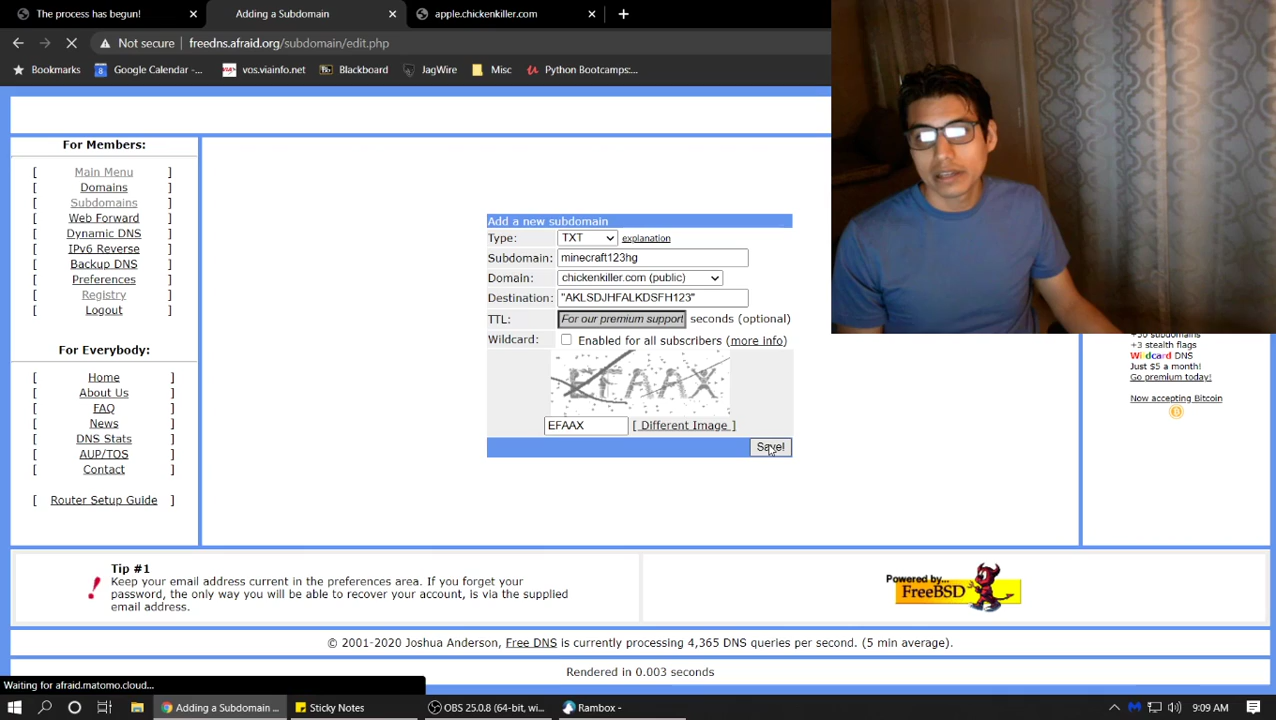 The process has begun!
Adding a Subdomain
apple.chickenkiller.com
Not secure freedns.afraid.org/subdomain/edit.php
Bookmarks
Google Calendar -...
vos.viainfo.net
Blackboard
JagWire
Misc
Python Bootcamps:...
For Members:
[ Main Menu ]
[ Domains ]
[ Subdomains ]
[ Web Forward ]
[ Dynamic DNS ]
[ IPv6 Reverse ]
[ Backup DNS ]
[ Preferences ]
[ Registry ]
[ Logout ]
For Everybody:
[ Home ]
[ About Us ]
[ FAQ ]
[ News ]
[ DNS Stats ]
[ AUP/TOS ]
[ Contact ]
[ Router Setup Guide ]
Add a new subdomain
Type: TXT explanation
Subdomain: minecraft123hg
Domain: chickenkiller.com (public)
Destination: "AKLSDJHFALKDSFH123"
TTL: For our premium support seconds (optional)
Wildcard: Enabled for all subscribers (more info)
EFAAX
EFAAX [ Different Image ]
Save!
+50 subdomains
+3 stealth flags
Wildcard DNS
Just $5 a month!
Go premium today!
Now accepting Bitcoin
Tip #1
Keep your email address current in the preferences area. If you forget your
password, the only way you will be able to recover your account, is via the supplied
email address.
Powered by...
FreeBSD
© 2001-2020 Joshua Anderson, Free DNS is currently processing 4,365 DNS queries per second. (5 min average).
Rendered in 0.003 seconds
Waiting for afraid.matomo.cloud...
Adding a Subdomain ...
Sticky Notes
OBS 25.0.8 (64-bit, wi...
Rambox -
9:09 AM